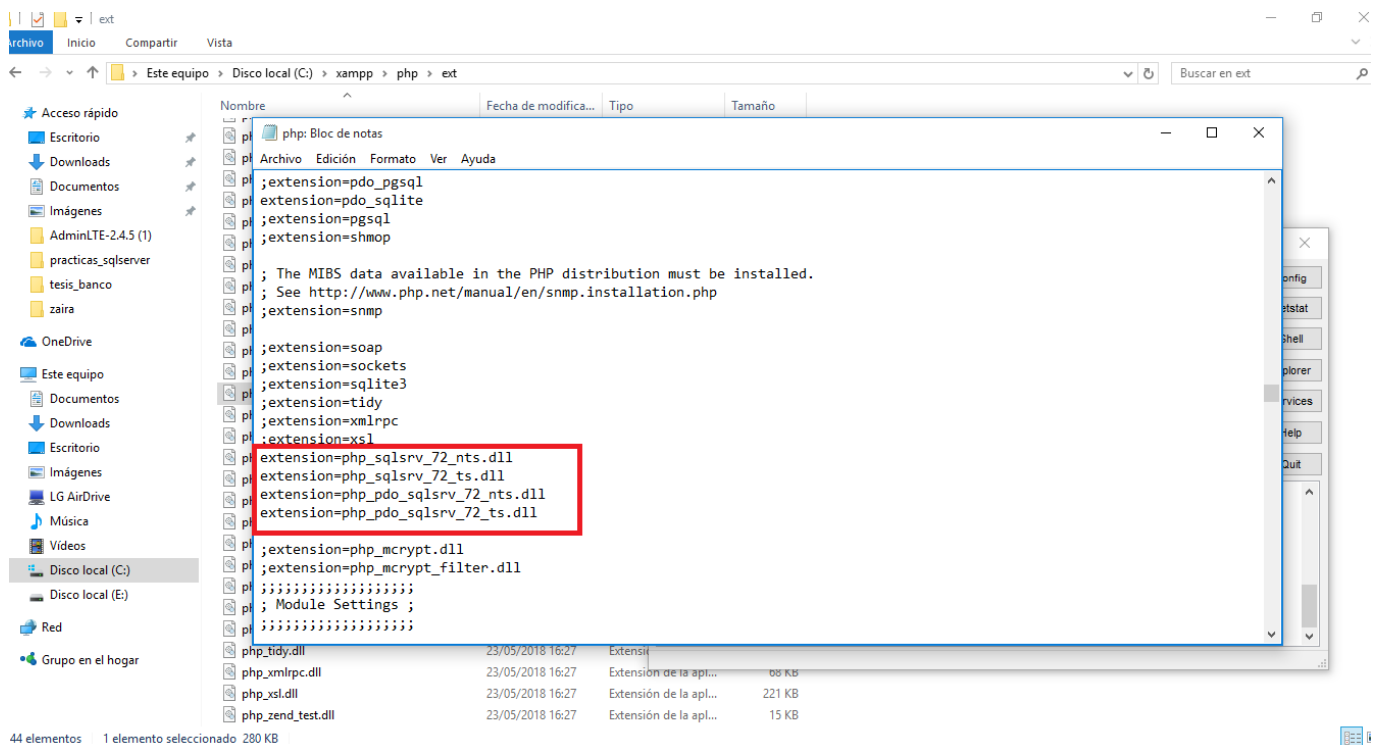 ext
Archivo Inicio Compartir Vista
Este equipo > Disco local (C:) > xampp > php > ext
Buscar en ext
Nombre Fecha de modifica... Tipo Tamaño
Acceso rápido
Escritorio
Downloads
Documentos
Imágenes
AdminLTE-2.4.5 (1)
practicas_sqlserver
tesis_banco
zaira
OneDrive
Este equipo
Documentos
Downloads
Escritorio
Imágenes
LG AirDrive
Música
Vídeos
Disco local (C:)
Disco local (E:)
Red
Grupo en el hogar
php: Bloc de notas
Archivo Edición Formato Ver Ayuda
;extension=pdo_pgsql
extension=pdo_sqlite
;extension=pgsql
;extension=shmop
; The MIBS data available in the PHP distribution must be installed.
; See http://www.php.net/manual/en/snmp.installation.php
;extension=snmp
;extension=soap
;extension=sockets
;extension=sqlite3
;extension=tidy
;extension=xmlrpc
;extension=xsl
extension=php_sqlsrv_72_nts.dll
extension=php_sqlsrv_72_ts.dll
extension=php_pdo_sqlsrv_72_nts.dll
extension=php_pdo_sqlsrv_72_ts.dll
;extension=php_mcrypt.dll
;extension=php_mcrypt_filter.dll
;;;;;;;;;;;;;;;;;;;
; Module Settings ;
;;;;;;;;;;;;;;;;;;;
onfig
etstat
Shell
plorer
rvices
Help
Quit
php_tidy.dll 23/05/2018 16:27 Extensió
php_xmlrpc.dll 23/05/2018 16:27 Extensión de la apl... 68 KB
php_xsl.dll 23/05/2018 16:27 Extensión de la apl... 221 KB
php_zend_test.dll 23/05/2018 16:27 Extensión de la apl... 15 KB
44 elementos 1 elemento seleccionado 280 KB